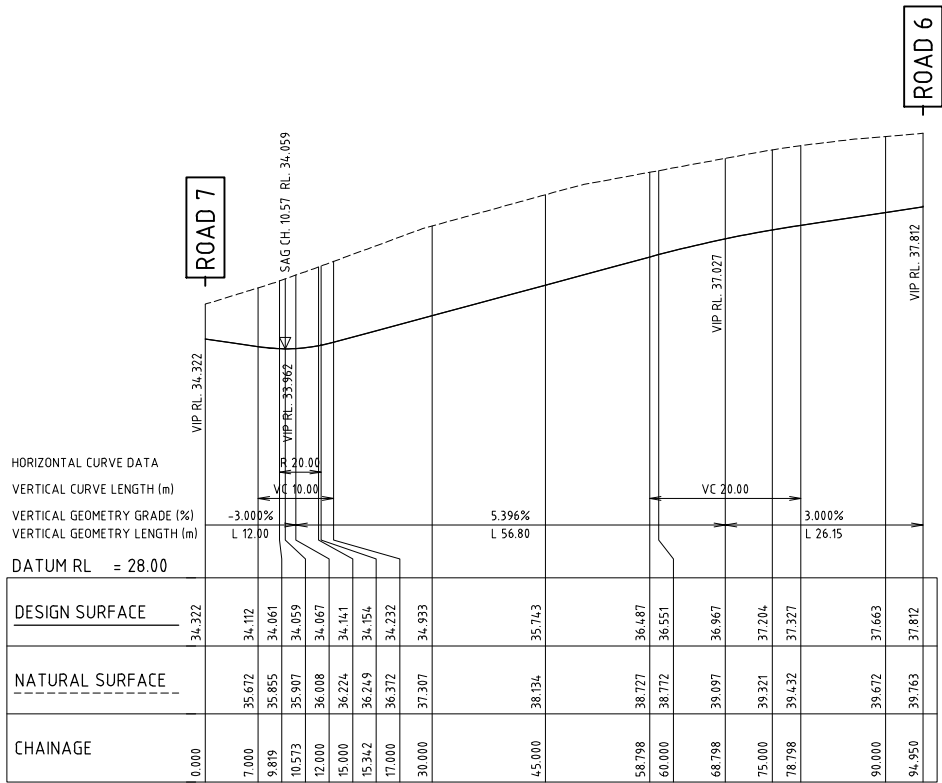 ROAD 6
ROAD 7
SAG CH. 10.57 RL. 34.059
VIP RL. 34.322
VIP RL. 33.962
VIP RL. 37.027
VIP RL. 37.812
HORIZONTAL CURVE DATA R 20.00
VERTICAL CURVE LENGTH (m) VC 10.00 VC 20.00
VERTICAL GEOMETRY GRADE (%) -3.000% 5.396% 3.000%
VERTICAL GEOMETRY LENGTH (m) L 12.00 L 56.80 L 26.15
DATUM RL = 28.00
DESIGN SURFACE 34.322 34.112 34.061 34.059 34.067 34.141 34.154 34.232 34.933 35.743 36.487 36.551 36.967 37.204 37.327 37.663 37.812
NATURAL SURFACE 35.672 35.855 35.907 36.008 36.224 36.249 36.372 37.307 38.134 38.727 38.772 39.097 39.321 39.432 39.672 39.763
CHAINAGE 0.000 7.000 9.819 10.573 12.000 15.000 15.342 17.000 30.000 45.000 58.798 60.000 68.798 75.000 78.798 90.000 94.950